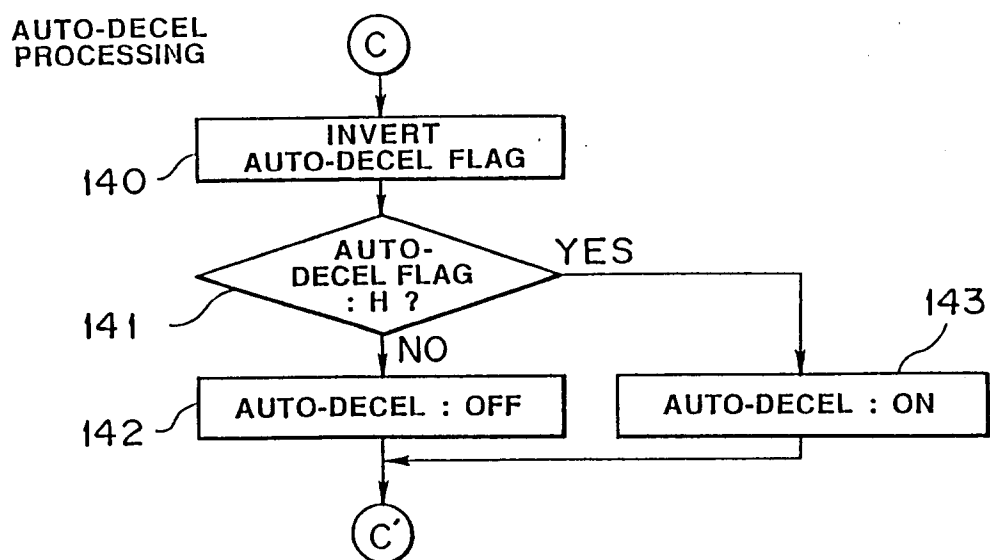 AUTO-DECEL
PROCESSING
C
INVERT
AUTO-DECEL FLAG
140
AUTO-
DECEL FLAG
: H ?
YES
141
143
NO
AUTO-DECEL : OFF
AUTO-DECEL : ON
142
C′